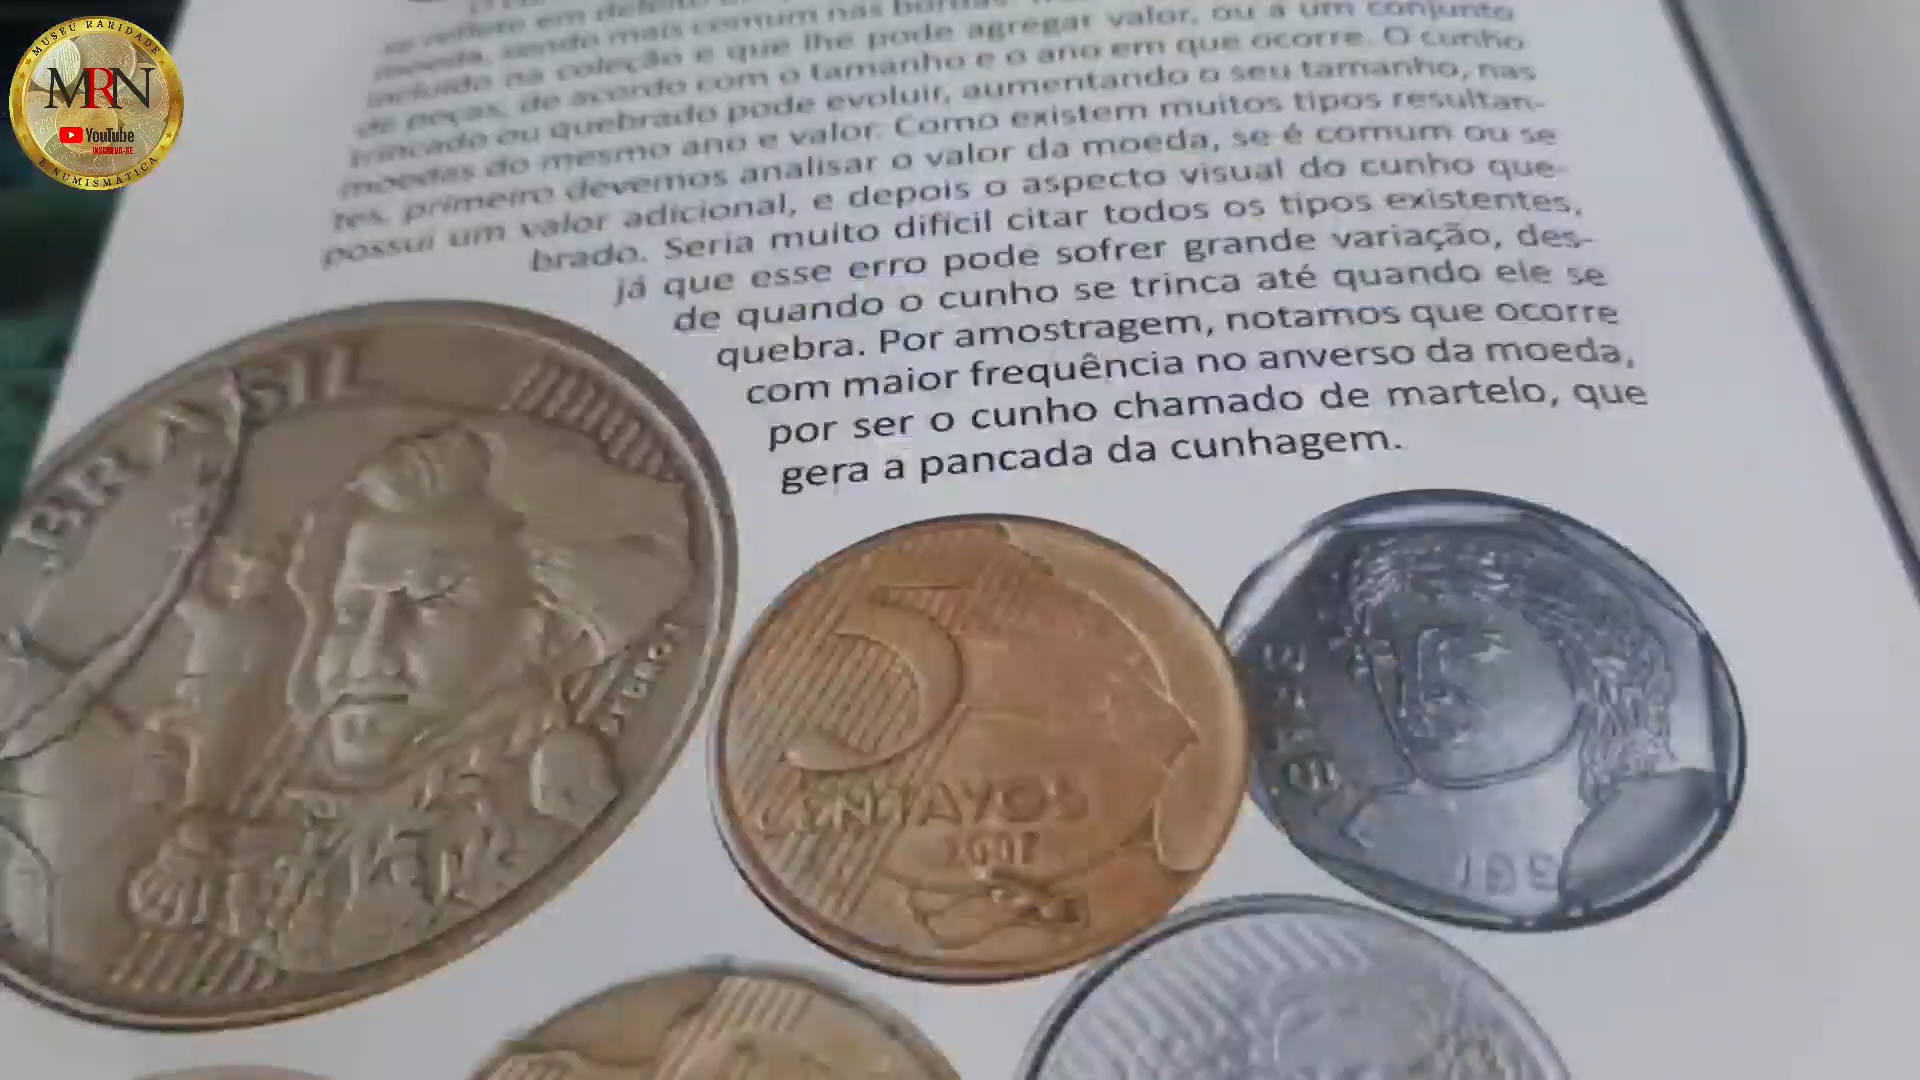 MUSEU RARIDADE
MRN
YouTube
INSCREVA-SE
E NUMISMÁTICA
se reflete em defeito
moeda, sendo mais comum nas bordas.
incluído na coleção e que lhe pode agregar valor, ou a um conjunto
de peças, de acordo com o tamanho e o ano em que ocorre. O cunho
trincado ou quebrado pode evoluir, aumentando o seu tamanho, nas
moedas do mesmo ano e valor. Como existem muitos tipos resultan-
tes, primeiro devemos analisar o valor da moeda, se é comum ou se
possui um valor adicional, e depois o aspecto visual do cunho que-
brado. Seria muito difícil citar todos os tipos existentes,
já que esse erro pode sofrer grande variação, des-
de quando o cunho se trinca até quando ele se
quebra. Por amostragem, notamos que ocorre
com maior frequência no anverso da moeda,
por ser o cunho chamado de martelo, que
gera a pancada da cunhagem.
BRASIL
5
CENTAVOS